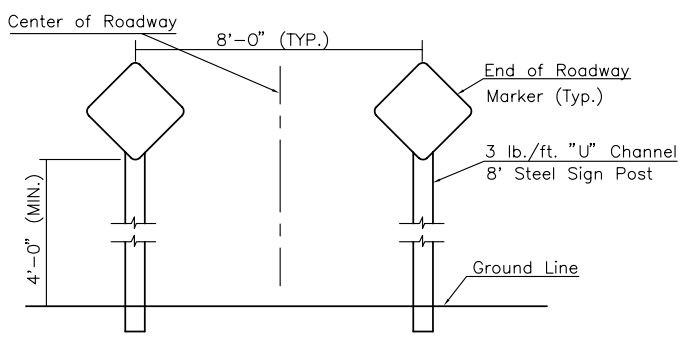 Center of Roadway
8'-0" (TYP.)
End of Roadway
Marker (Typ.)
3 lb./ft. "U" Channel
8' Steel Sign Post
4'-0" (MIN.)
Ground Line